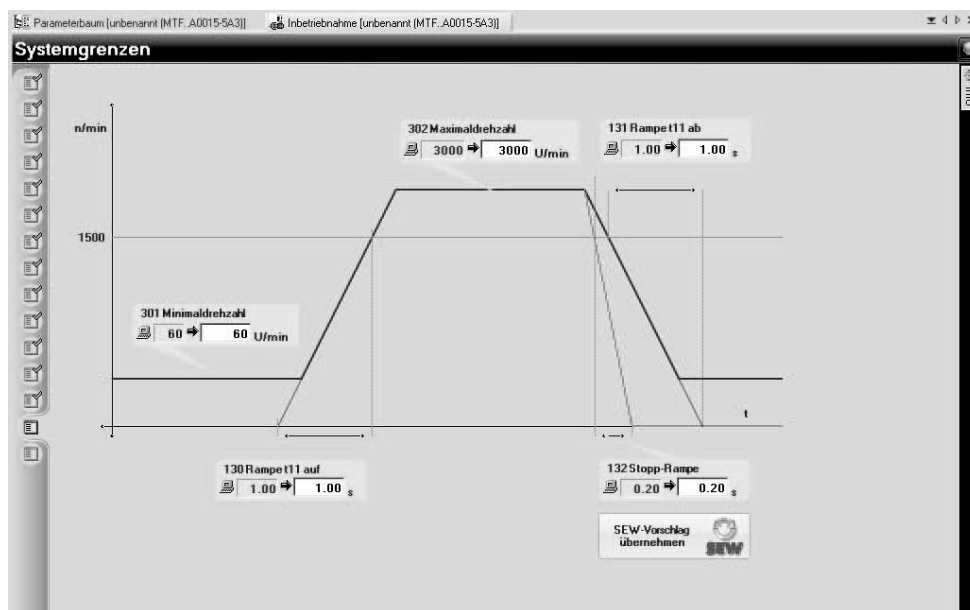 Parameterbaum [unbenannt (MTF..A0015-5A3)]
Inbetriebnahme [unbenannt (MTF..A0015-5A3)]
Systemgrenzen
n/min
302 Maximaldrehzahl
3000 3000 U/min
131 Rampe t11 ab
1.00 1.00 s
1500
301 Minimaldrehzahl
60 60 U/min
t
130 Rampe t11 auf
1.00 1.00 s
132 Stopp-Rampe
0.20 0.20 s
SEW-Vorschlag
übernehmen
SEW